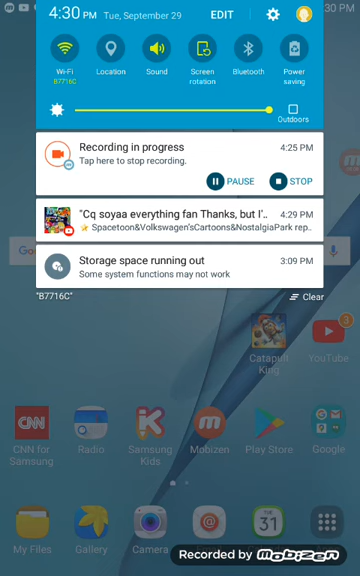 30 PM
4:30 PM Tue, September 29 EDIT
Wi-Fi
B7716C
Location
Sound
Screen
rotation
Bluetooth
Power
saving
Outdoors
Recording in progress 4:25 PM
Tap here to stop recording.
PAUSE STOP
"Cq soyaa everything fan Thanks, but I'.. 4:29 PM
Spacetoon&Volkswagen'sCartoons&NostalgiaPark rep..
Storage space running out 3:09 PM
Some system functions may not work
"B7716C" Clear
Go
3
Catapult
King
YouTube
CNN
CNN for
Samsung
Radio
Samsung
Kids
Mobizen
Play Store
Google
31
My Files
Gallery
Camera
Recorded by mobizen